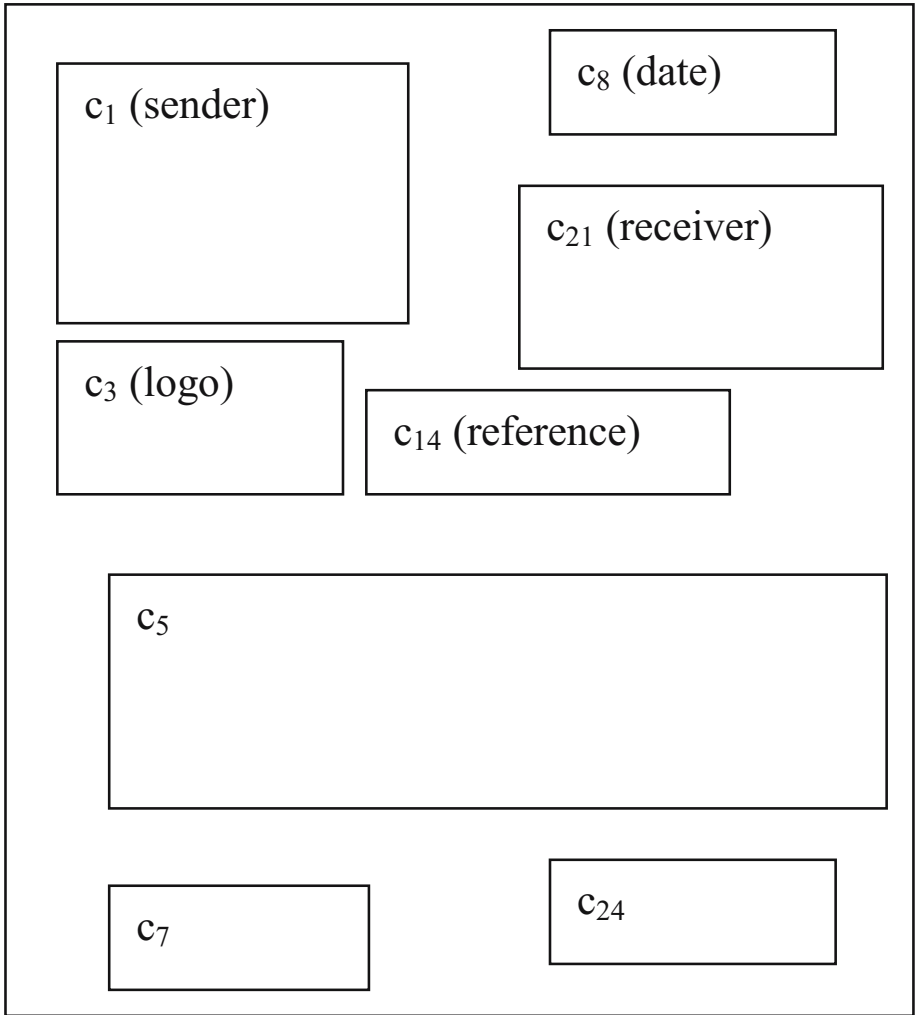 c₈ (date)
c₁ (sender)
c₂₁ (receiver)
c₃ (logo)
c₁₄ (reference)
c₅
c₇
c₂₄